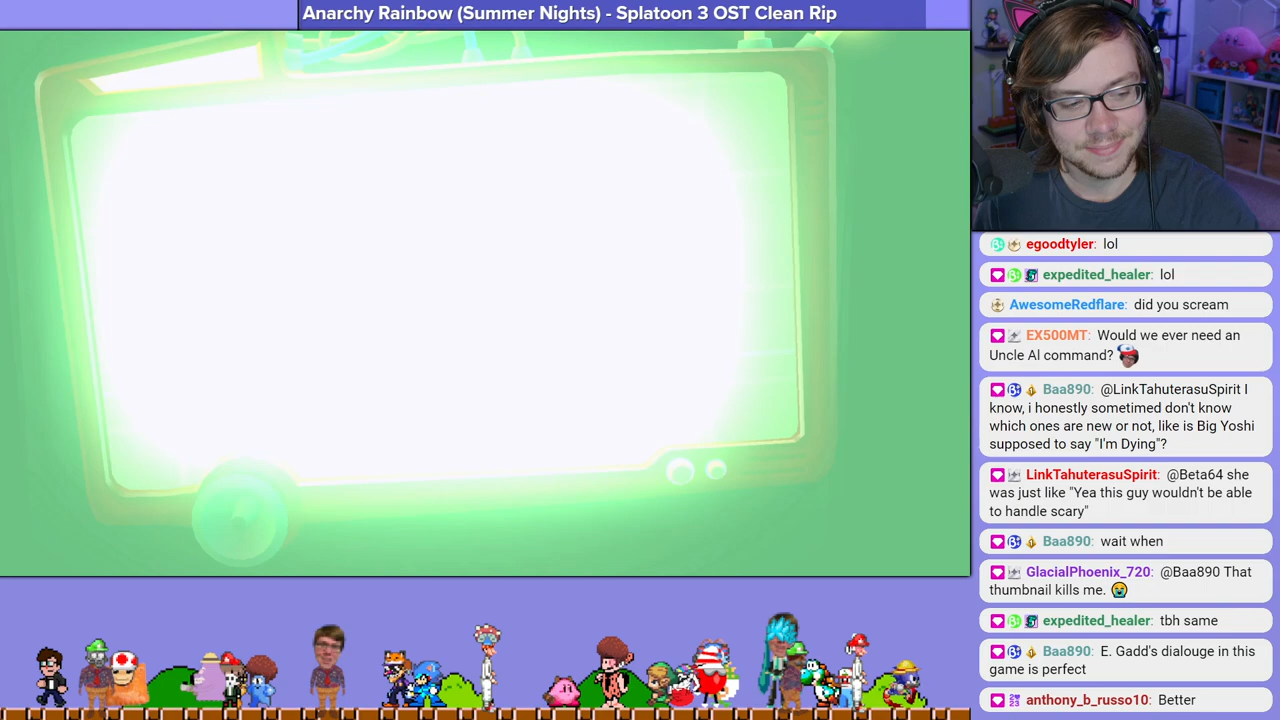 Anarchy Rainbow (Summer Nights) - Splatoon 3 OST Clean Rip
egoodtyler: lol
expedited_healer: lol
AwesomeRedflare: did you scream
EX500MT: Would we ever need an
Uncle Al command?
Baa890: @LinkTahuterasuSpirit I
know, i honestly sometimed don't know
which ones are new or not, like is Big Yoshi
supposed to say "I'm Dying"?
LinkTahuterasuSpirit: @Beta64 she
was just like "Yea this guy wouldn't be able
to handle scary"
Baa890: wait when
GlacialPhoenix_720: @Baa890 That
thumbnail kills me.
expedited_healer: tbh same
Baa890: E. Gadd's dialouge in this
game is perfect
anthony_b_russo10: Better